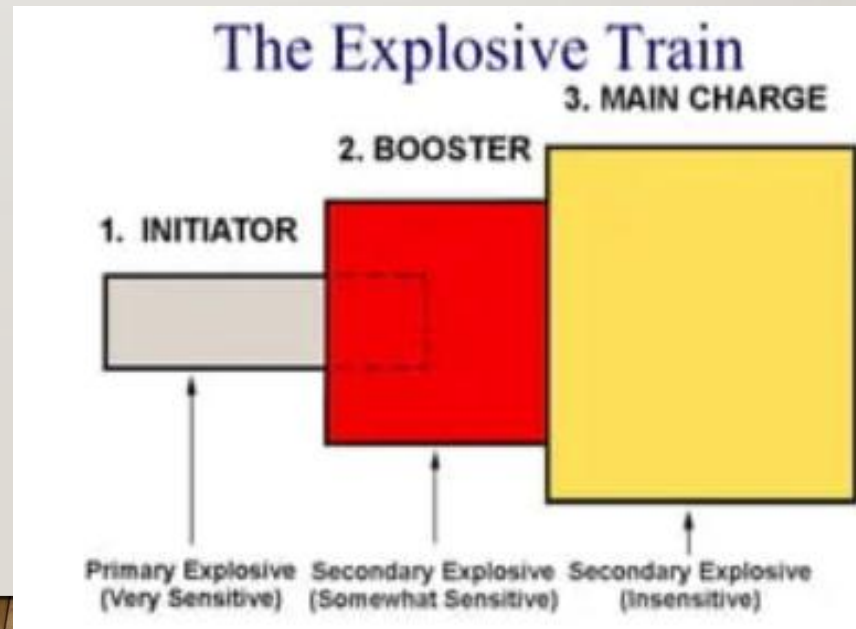 The Explosive Train
3. MAIN CHARGE
2. BOOSTER
1. INITIATOR
Primary Explosive
(Very Sensitive)
Secondary Explosive
(Somewhat Sensitive)
Secondary Explosive
(Insensitive)